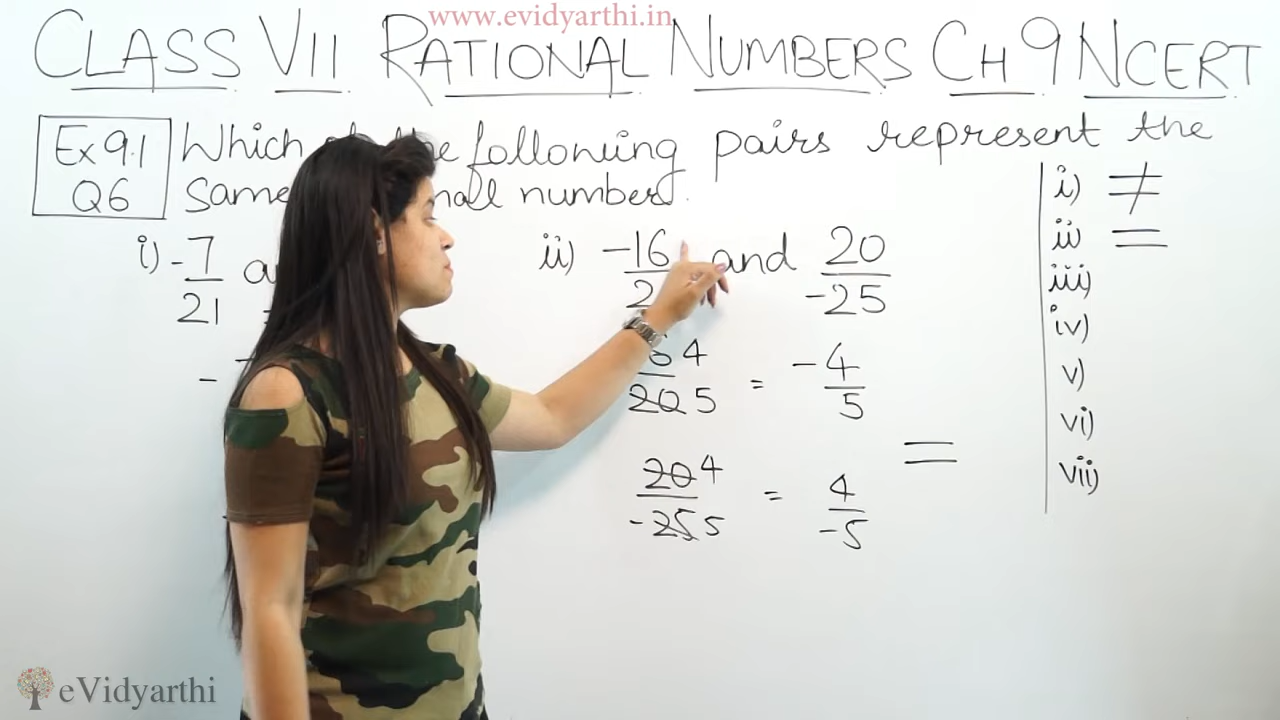 www.evidyarthi.in
CLASS VII RATIONAL NUMBERS CH 9 NCERT
Ex 9.1 Which of the following pairs represent the
Q6 Same number.
i) -7/21
ii) -16/2 and 20/-25
4/20 5 = -4/5
20 4/-25 5 = 4/-5
=
i) ≠
ii) =
iii)
iv)
v)
vi)
vii)
eVidyarthi